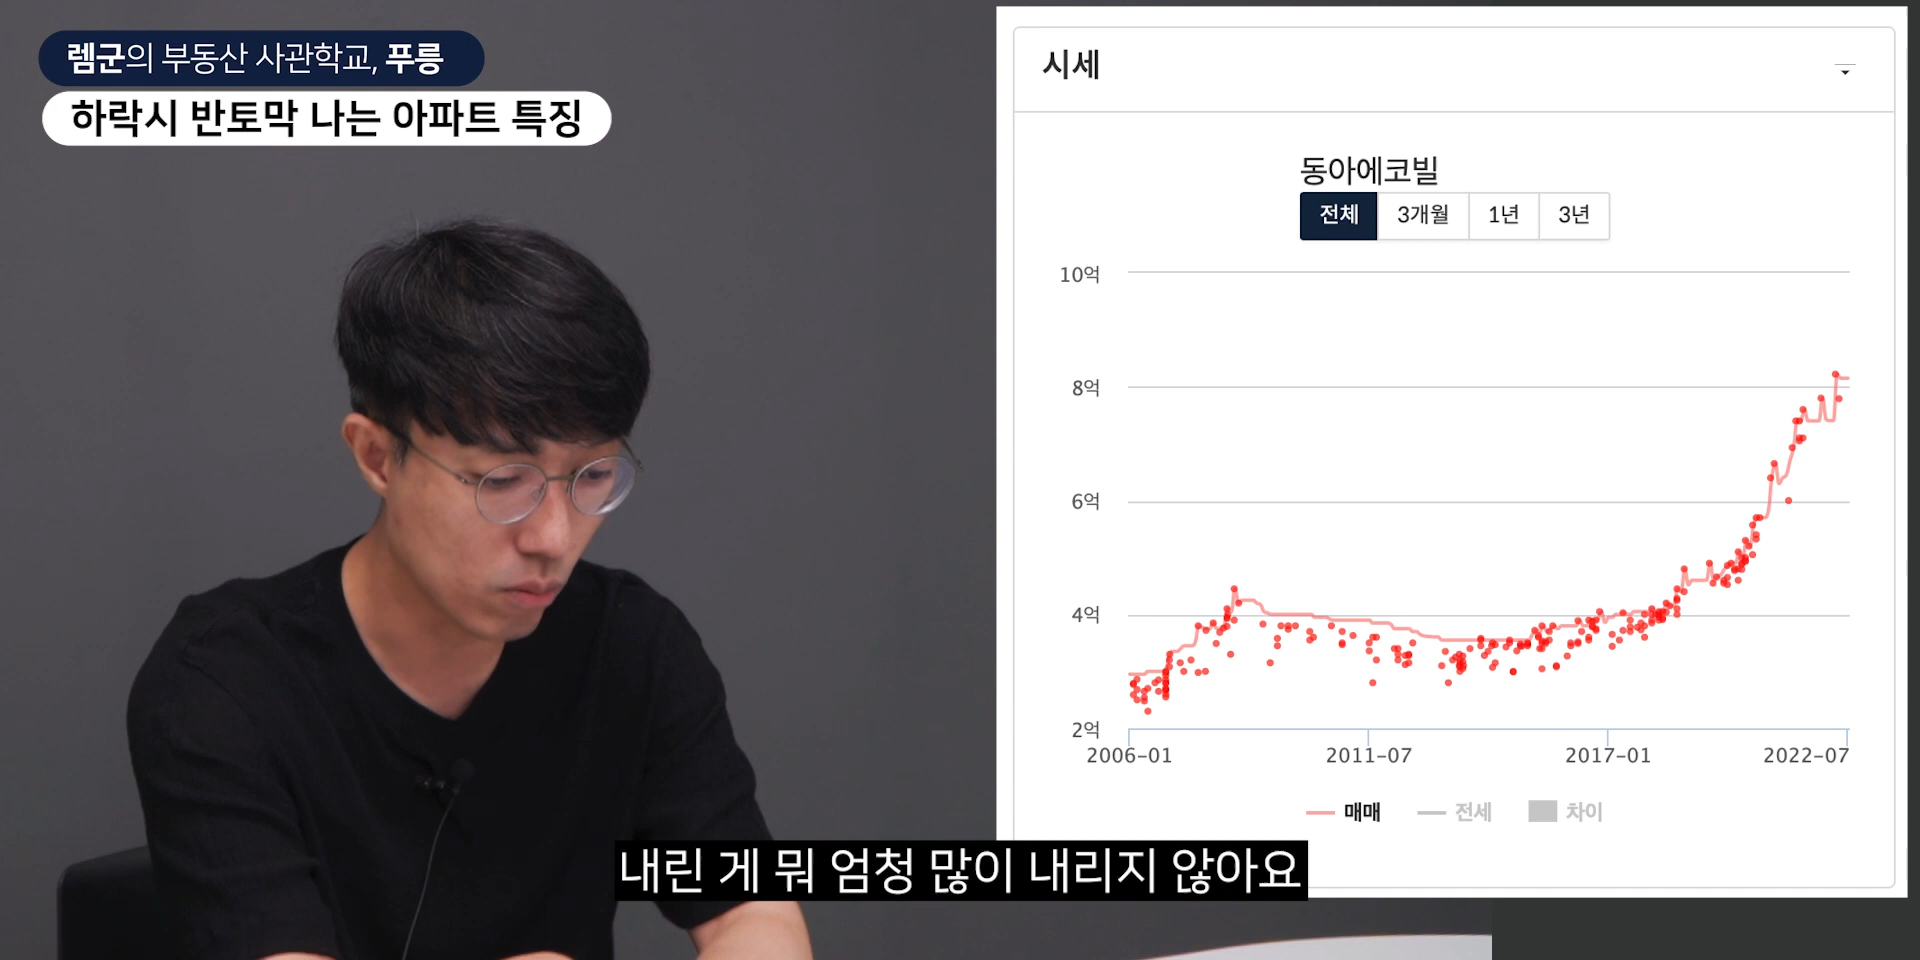 렘군의 부동산 사관학교, 푸릉
하락시 반토막 나는 아파트 특징
시세
동아에코빌
전체 3개월 1년 3년
10억
8억
6억
4억
2억
2006-01 2011-07 2017-01 2022-07
매매 전세 차이
내린 게 뭐 엄청 많이 내리지 않아요